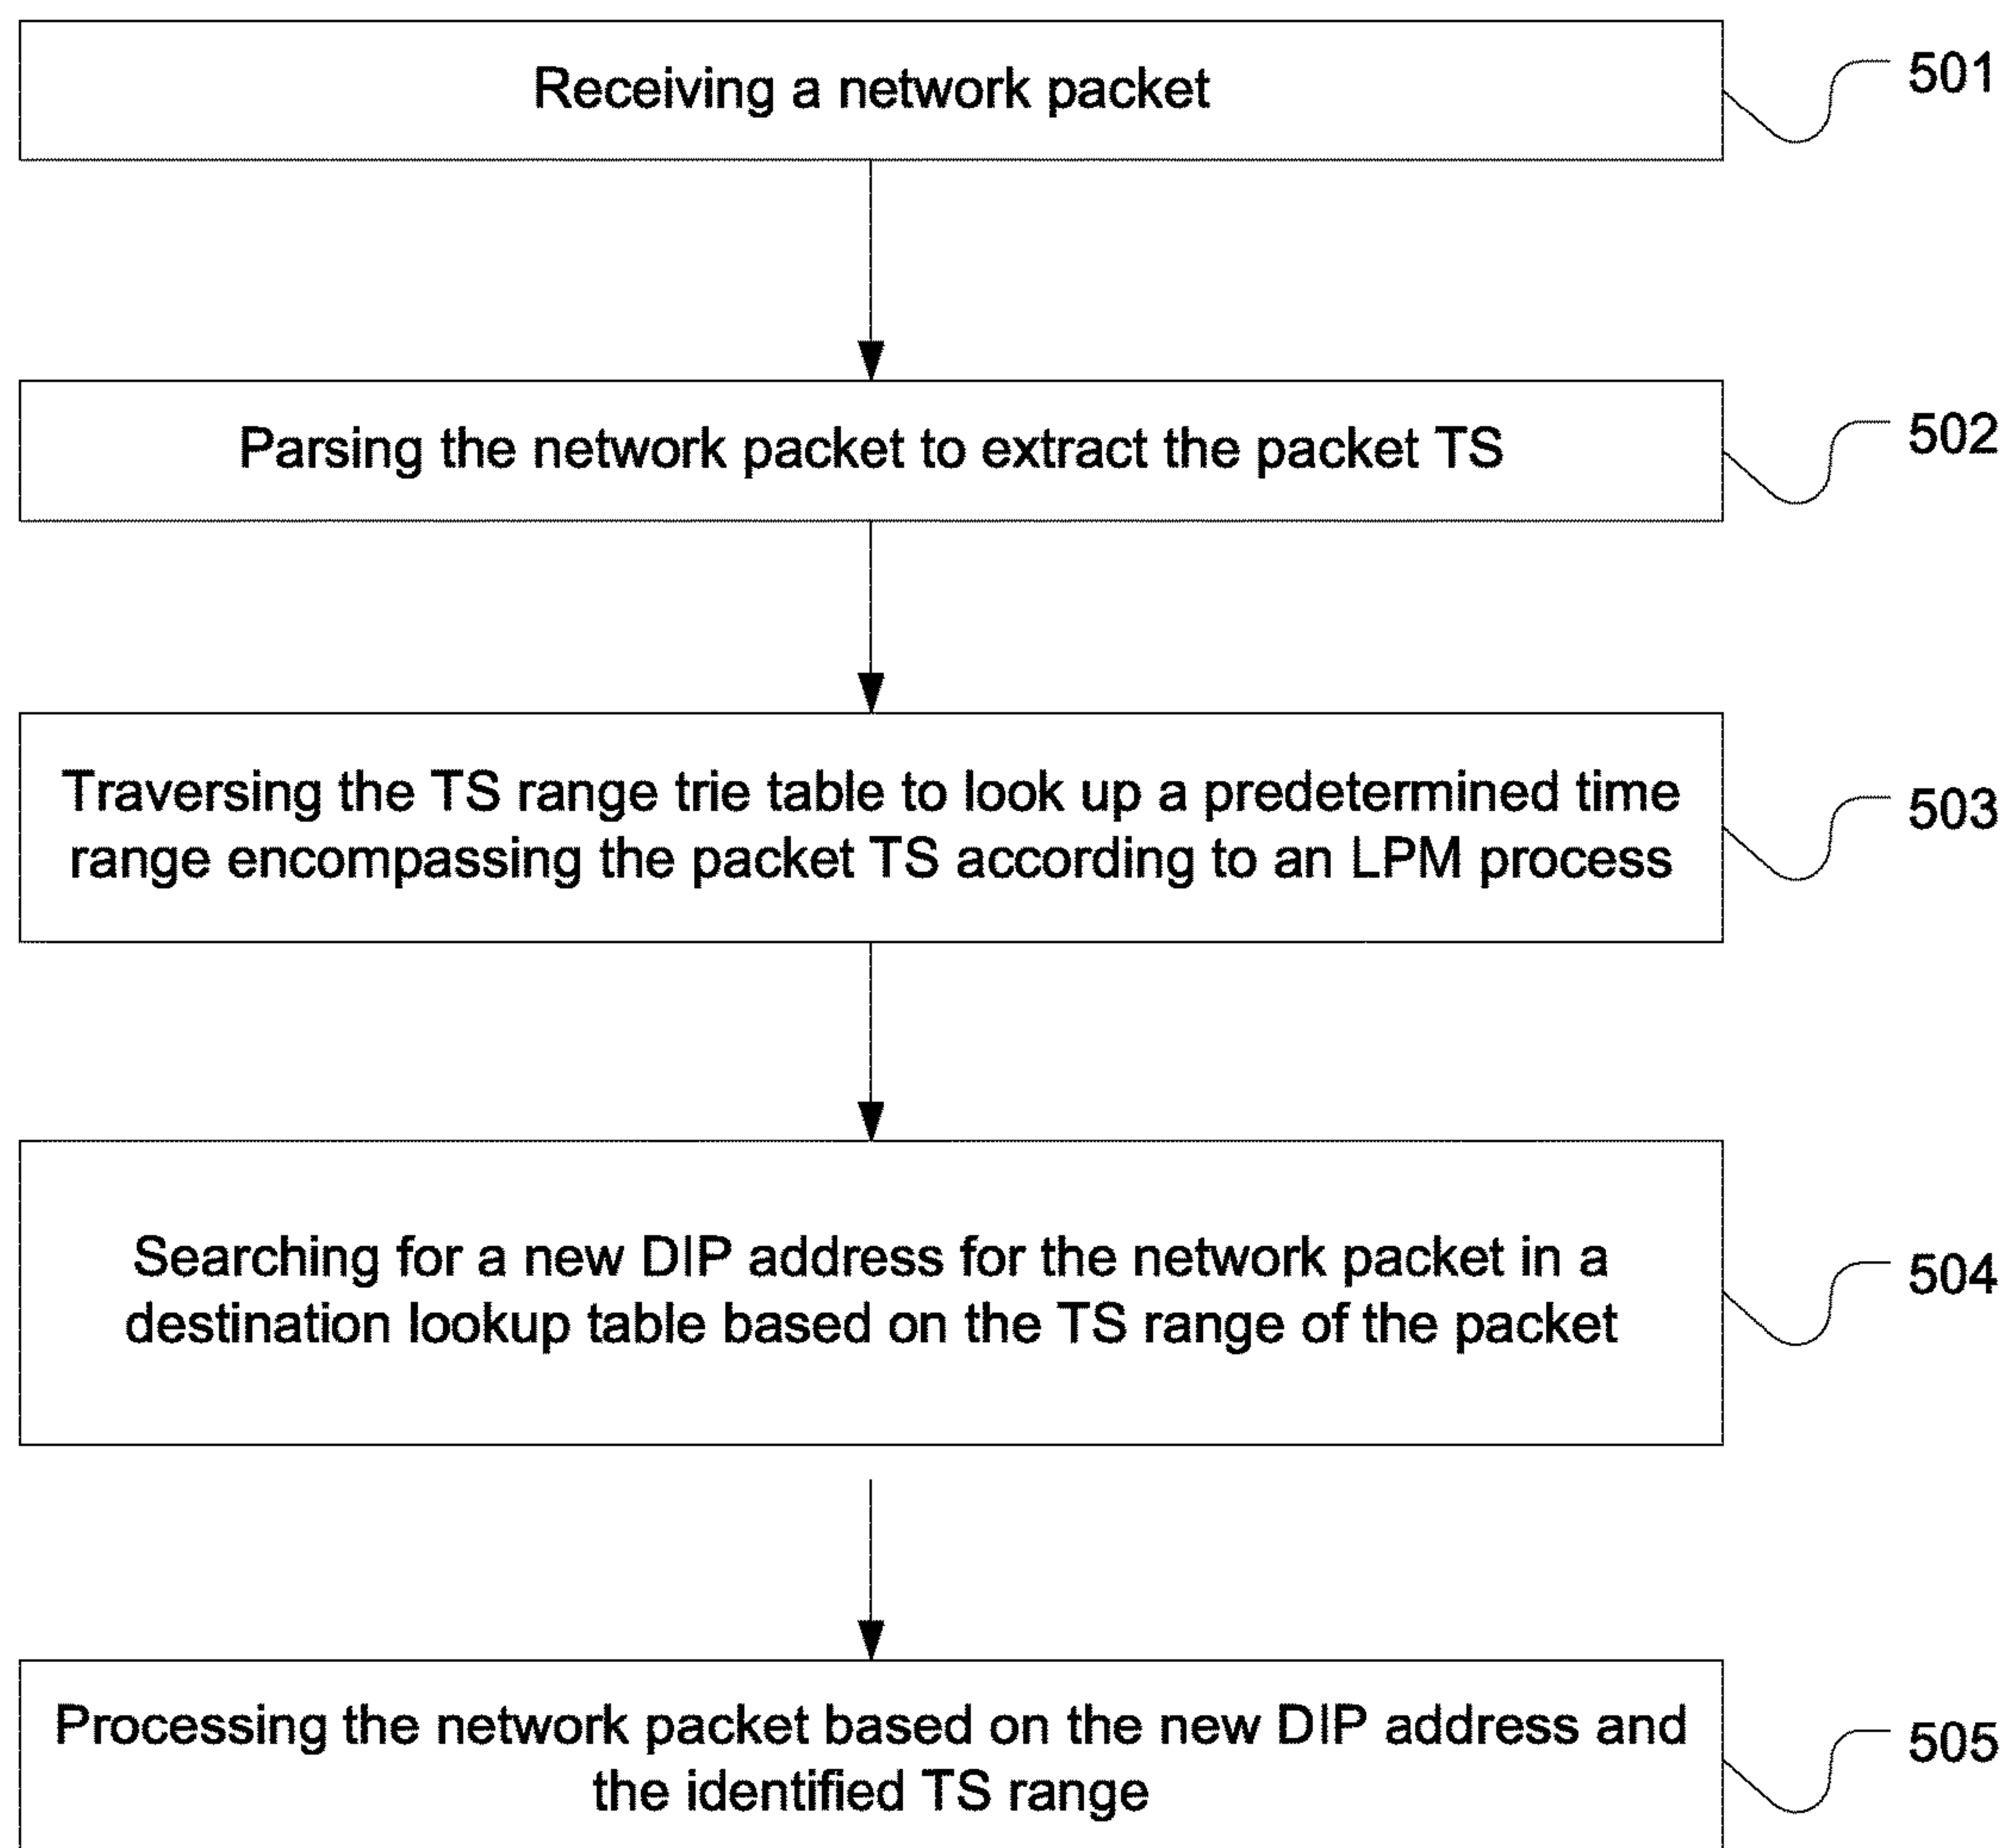 Receiving a network packet
501
Parsing the network packet to extract the packet TS
502
Traversing the TS range trie table to look up a predetermined time
range encompassing the packet TS according to an LPM process
503
Searching for a new DIP address for the network packet in a
destination lookup table based on the TS range of the packet
504
Processing the network packet based on the new DIP address and
the identified TS range
505